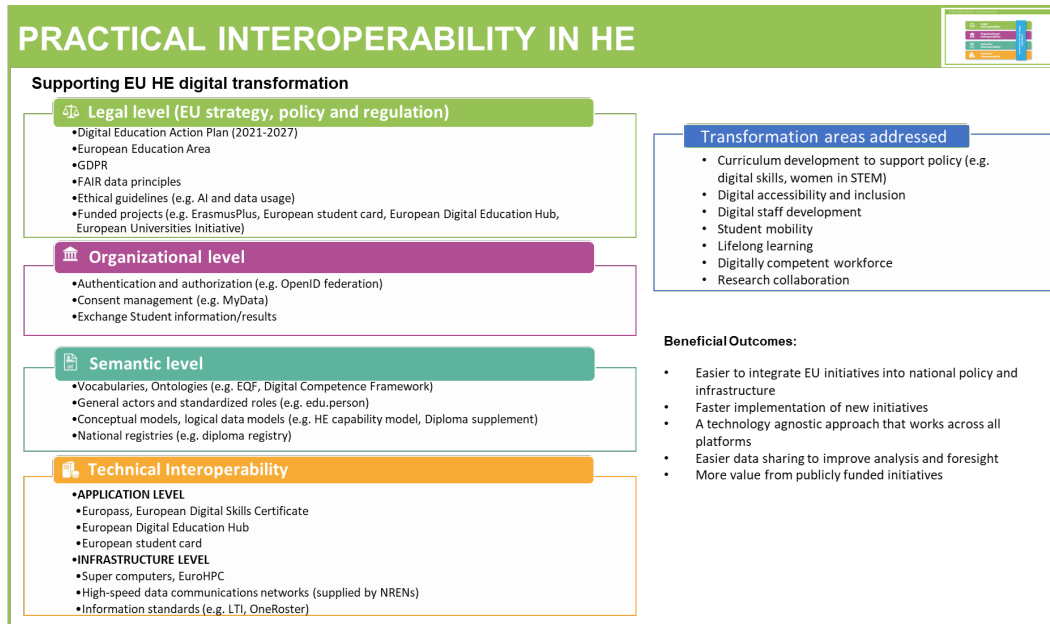 PRACTICAL INTEROPERABILITY IN HE
Supporting EU HE digital transformation
Legal level (EU strategy, policy and regulation)
•Digital Education Action Plan (2021-2027)
•European Education Area
•GDPR
•FAIR data principles
•Ethical guidelines (e.g. AI and data usage)
•Funded projects (e.g. ErasmusPlus, European student card, European Digital Education Hub,
European Universities Initiative)
Organizational level
•Authentication and authorization (e.g. OpenID federation)
•Consent management (e.g. MyData)
•Exchange Student information/results
Semantic level
•Vocabularies, Ontologies (e.g. EQF, Digital Competence Framework)
•General actors and standardized roles (e.g. edu.person)
•Conceptual models, logical data models (e.g. HE capability model, Diploma supplement)
•National registries (e.g. diploma registry)
Technical Interoperability
•APPLICATION LEVEL
•Europass, European Digital Skills Certificate
•European Digital Education Hub
•European student card
•INFRASTRUCTURE LEVEL
•Super computers, EuroHPC
•High-speed data communications networks (supplied by NRENs)
•Information standards (e.g. LTI, OneRoster)
Transformation areas addressed
• Curriculum development to support policy (e.g.
digital skills, women in STEM)
• Digital accessibility and inclusion
• Digital staff development
• Student mobility
• Lifelong learning
• Digitally competent workforce
• Research collaboration
Beneficial Outcomes:
• Easier to integrate EU initiatives into national policy and
infrastructure
• Faster implementation of new initiatives
• A technology agnostic approach that works across all
platforms
• Easier data sharing to improve analysis and foresight
• More value from publicly funded initiatives